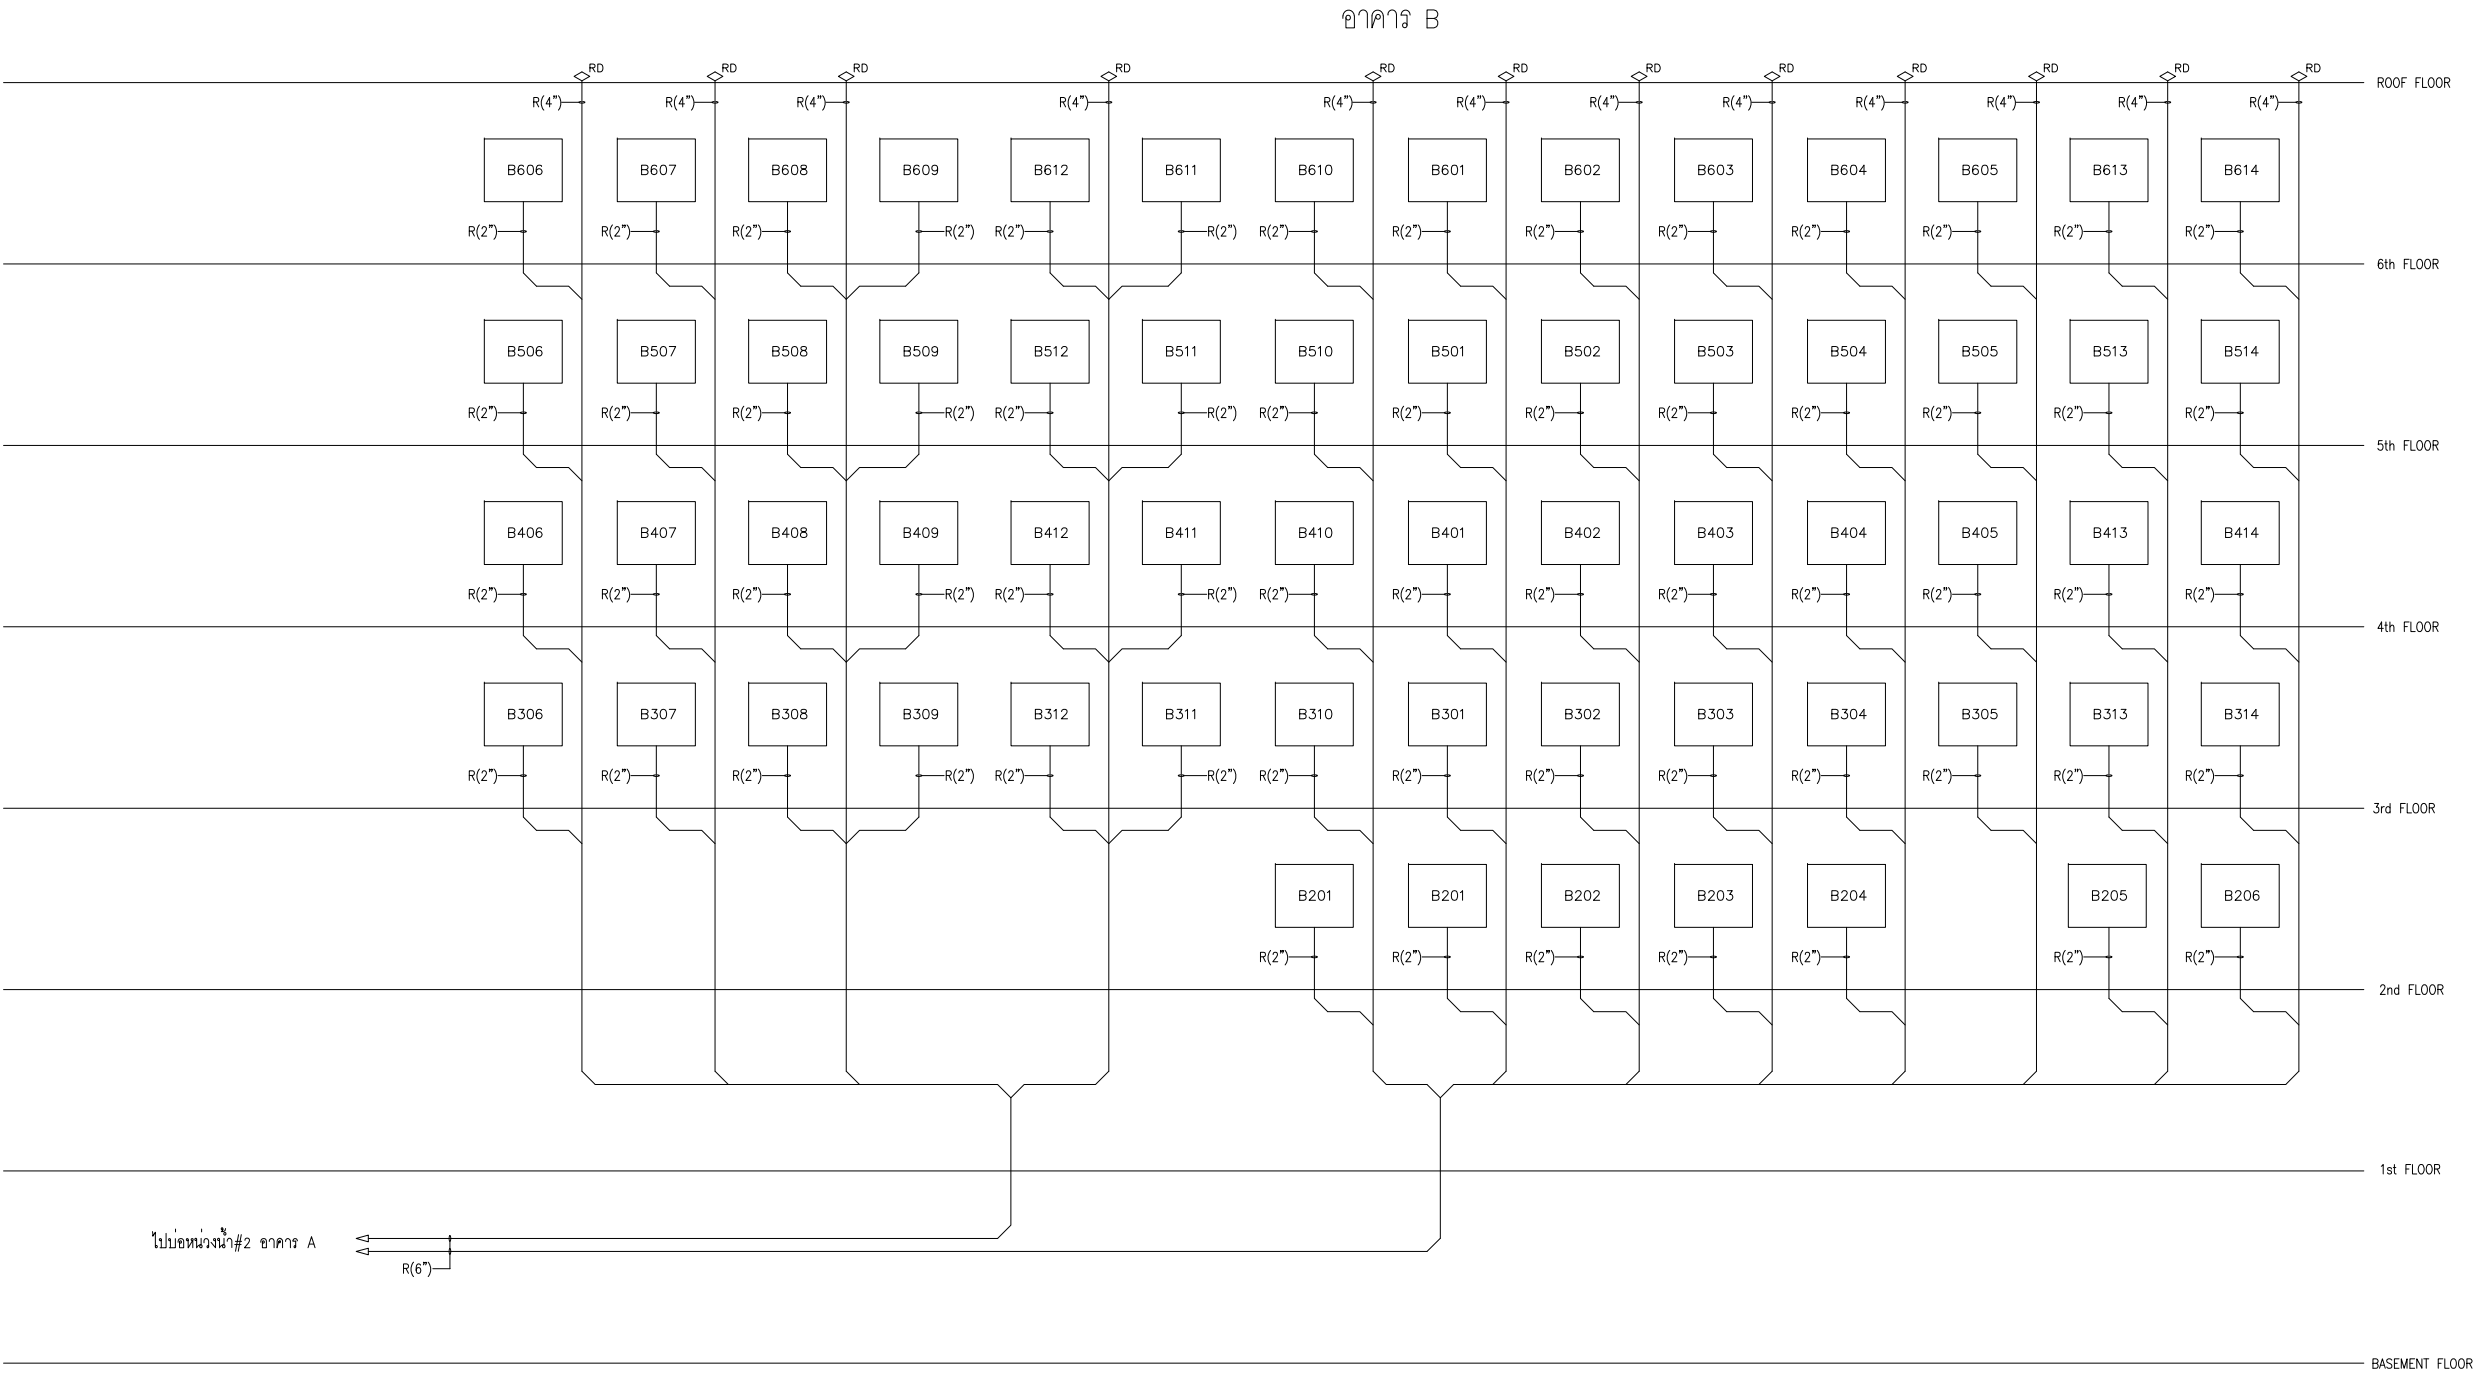 อาคาร B
RD RD RD RD RD RD RD RD RD RD RD RD
ROOF FLOOR
R(4") R(4") R(4") R(4") R(4") R(4") R(4") R(4") R(4") R(4") R(4") R(4")
B606 B607 B608 B609 B612 B611 B610 B601 B602 B603 B604 B605 B613 B614
R(2") R(2") R(2") R(2") R(2") R(2") R(2") R(2") R(2") R(2") R(2") R(2") R(2") R(2")
6th FLOOR
B506 B507 B508 B509 B512 B511 B510 B501 B502 B503 B504 B505 B513 B514
R(2") R(2") R(2") R(2") R(2") R(2") R(2") R(2") R(2") R(2") R(2") R(2") R(2") R(2")
5th FLOOR
B406 B407 B408 B409 B412 B411 B410 B401 B402 B403 B404 B405 B413 B414
R(2") R(2") R(2") R(2") R(2") R(2") R(2") R(2") R(2") R(2") R(2") R(2") R(2") R(2")
4th FLOOR
B306 B307 B308 B309 B312 B311 B310 B301 B302 B303 B304 B305 B313 B314
R(2") R(2") R(2") R(2") R(2") R(2") R(2") R(2") R(2") R(2") R(2") R(2") R(2") R(2")
3rd FLOOR
B201 B201 B202 B203 B204 B205 B206
R(2") R(2") R(2") R(2") R(2") R(2") R(2")
2nd FLOOR
1st FLOOR
ไปบ่อหน่วงน้ำ#2 อาคาร A
R(6")
BASEMENT FLOOR